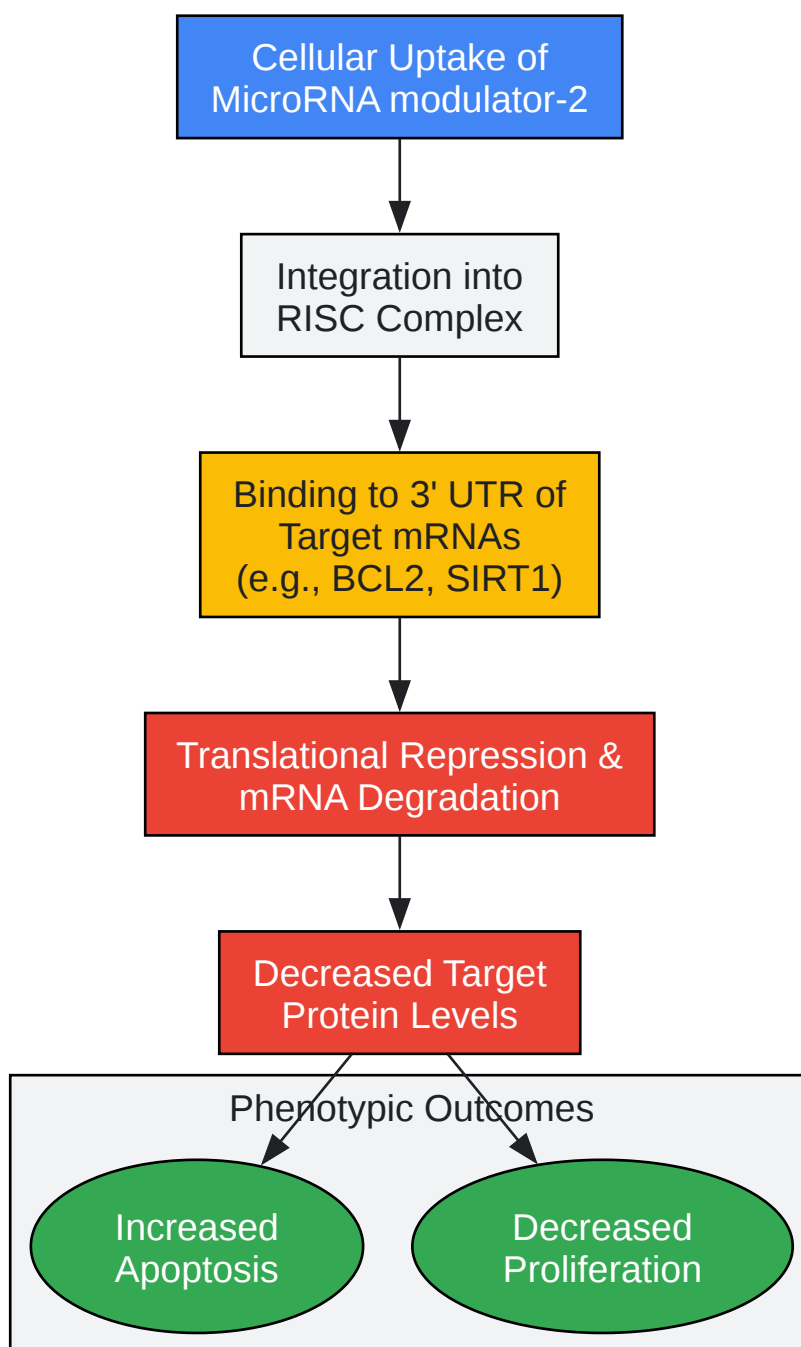 Cellular Uptake of
MicroRNA modulator-2
Integration into
RISC Complex
Binding to 3' UTR of
Target mRNAs
(e.g., BCL2, SIRT1)
Translational Repression &
mRNA Degradation
Decreased Target
Protein Levels
Phenotypic Outcomes
Increased
Apoptosis
Decreased
Proliferation